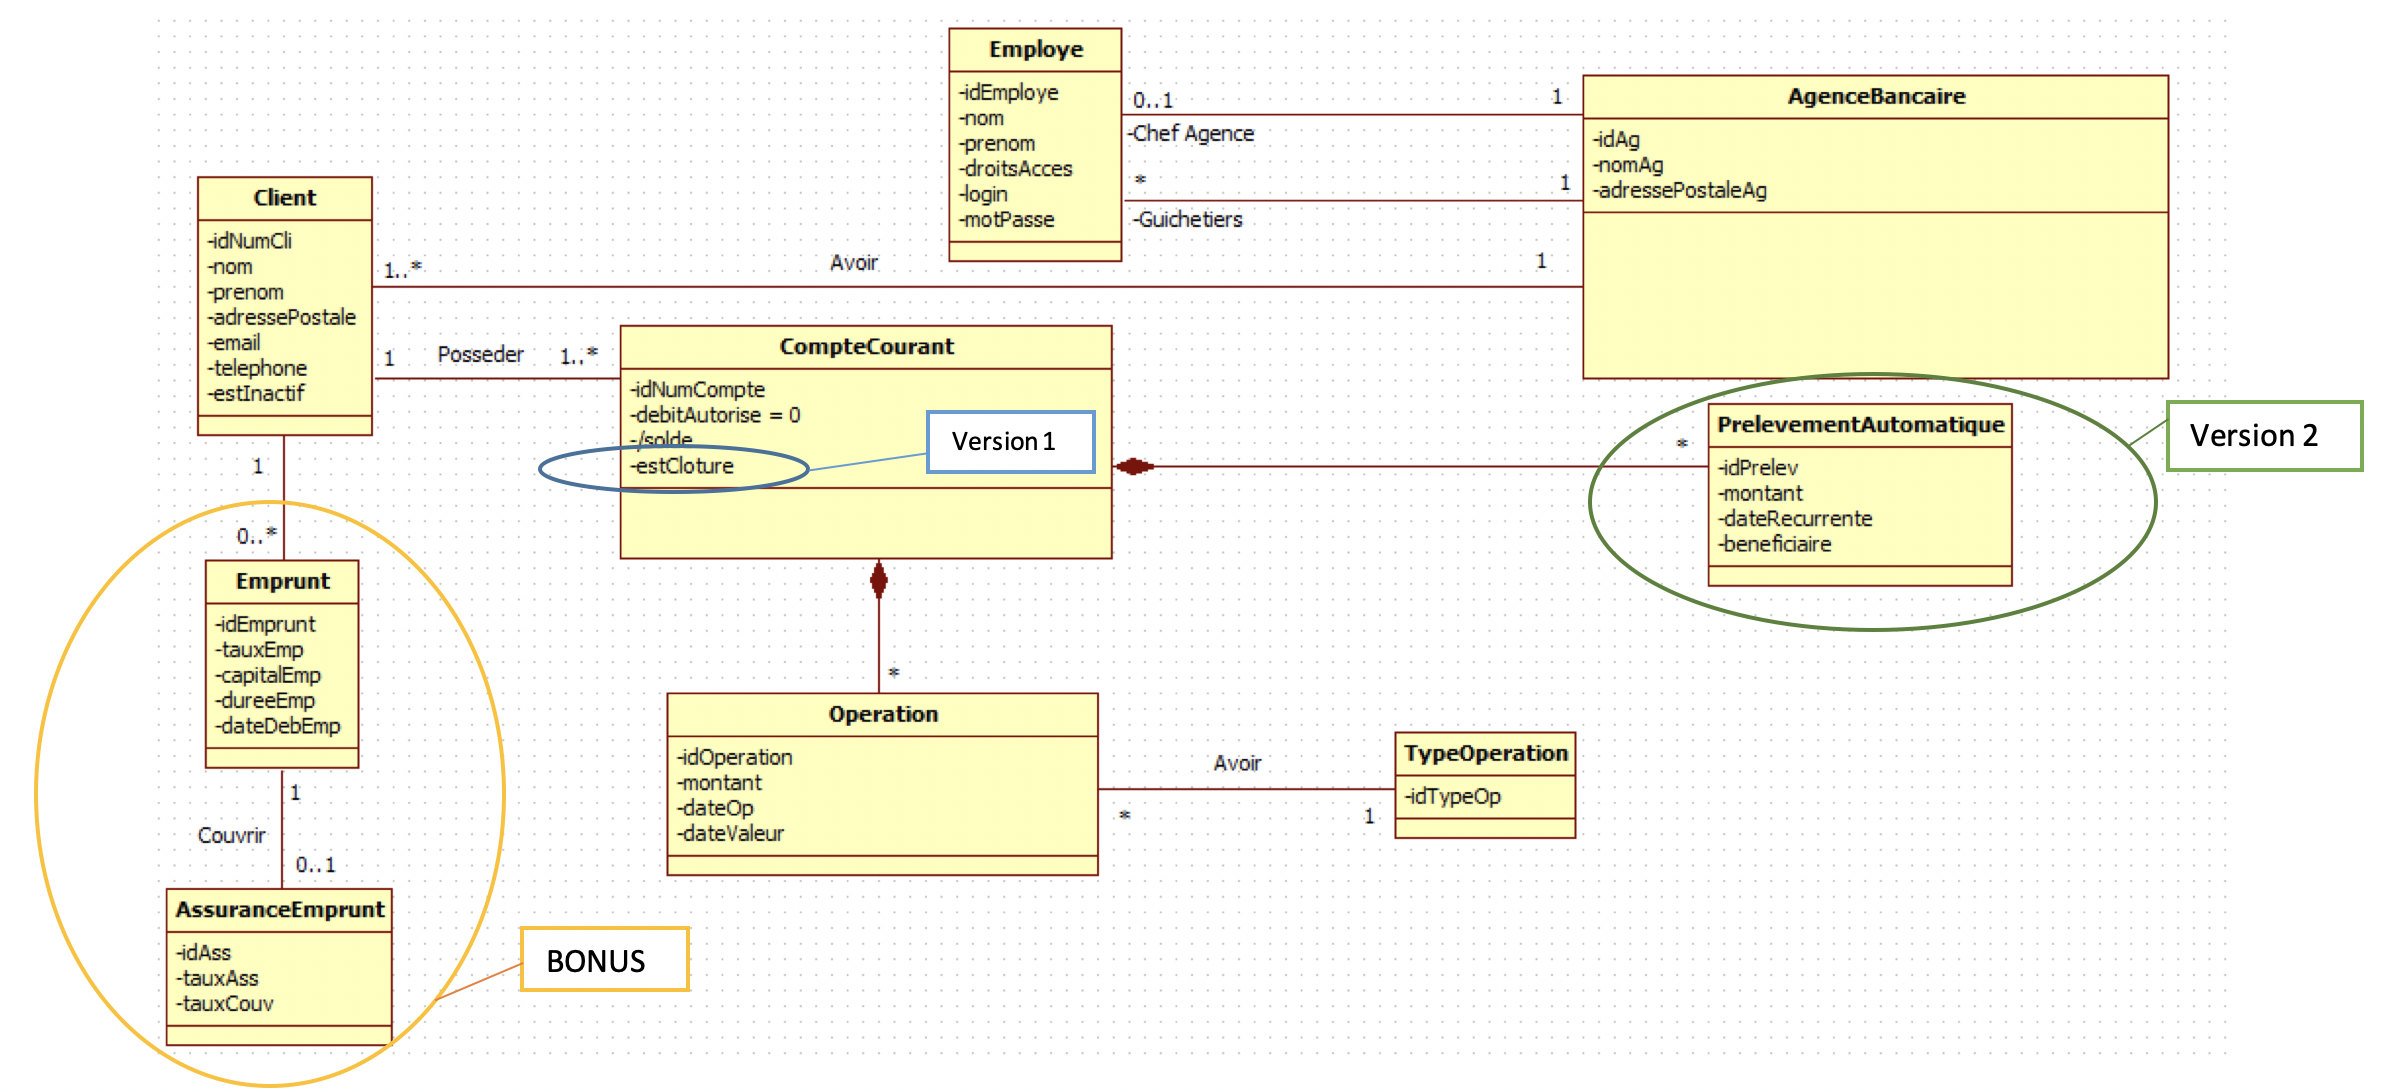 Employe
-idEmploye
-nom
-prenom
-droitsAcces
-login
-motPasse
0..1
1
-Chef Agence
*
1
-Guichetiers
AgenceBancaire
-idAg
-nomAg
-adressePostaleAg
Client
-idNumCli
-nom
-prenom
-adressePostale
-email
-telephone
-estInactif
1..*
Avoir
1
1
Posseder
1..*
CompteCourant
-idNumCompte
-debitAutorise = 0
-/solde
-estCloture
Version 1
*
PrelevementAutomatique
-idPrelev
-montant
-dateRecurrente
-beneficiaire
Version 2
1
0..*
Emprunt
-idEmprunt
-tauxEmp
-capitalEmp
-dureeEmp
-dateDebEmp
*
Operation
-idOperation
-montant
-dateOp
-dateValeur
Avoir
*
1
TypeOperation
-idTypeOp
1
Couvrir
0..1
AssuranceEmprunt
-idAss
-tauxAss
-tauxCouv
BONUS